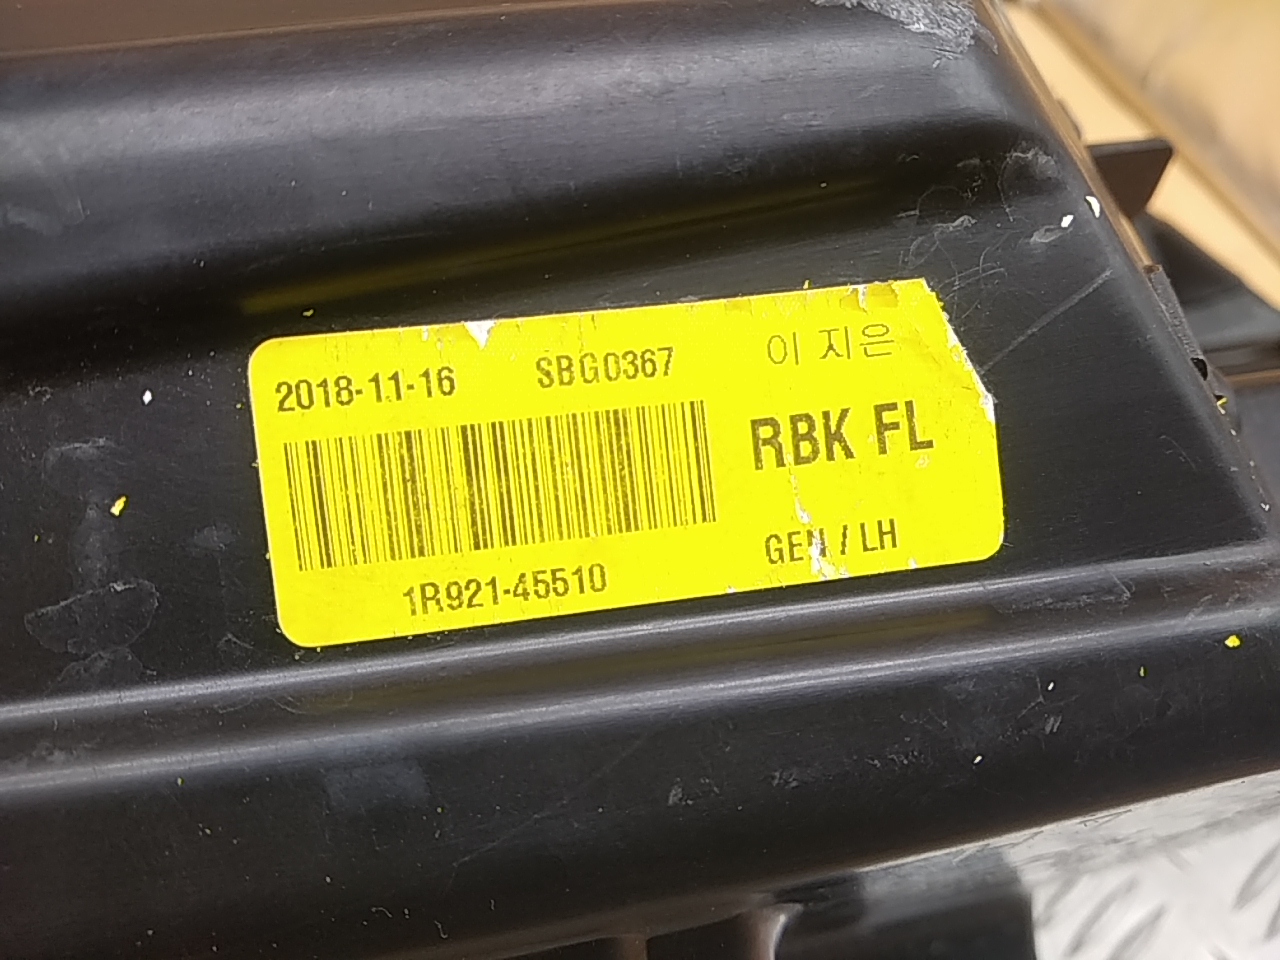 2018-11-16 SBG0367 이 지은
RBK FL
1R921-45510 GEN / LH